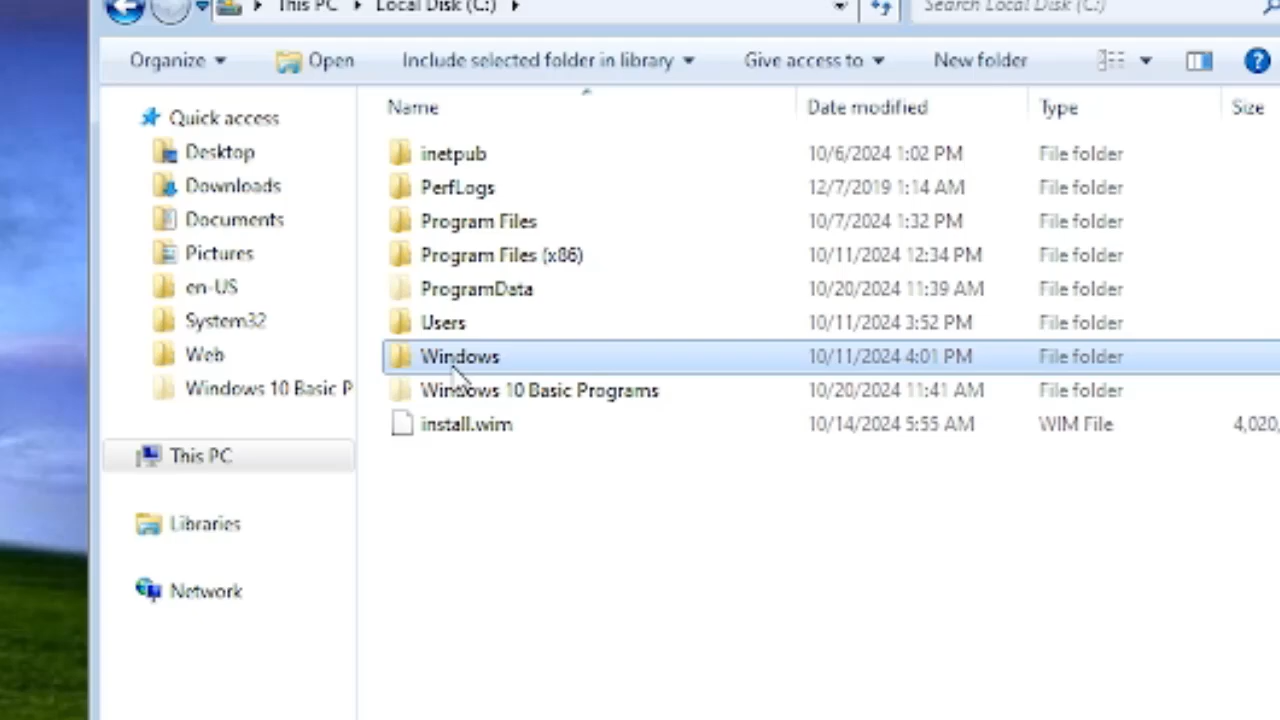 This PC Local Disk (C:) Search Local Disk (C:)
Organize Open Include selected folder in library Give access to New folder
Name Date modified Type Size
Quick access
Desktop
Downloads
Documents
Pictures
en-US
System32
Web
Windows 10 Basic P
This PC
Libraries
Network
inetpub 10/6/2024 1:02 PM File folder
PerfLogs 12/7/2019 1:14 AM File folder
Program Files 10/7/2024 1:32 PM File folder
Program Files (x86) 10/11/2024 12:34 PM File folder
ProgramData 10/20/2024 11:39 AM File folder
Users 10/11/2024 3:52 PM File folder
Windows 10/11/2024 4:01 PM File folder
Windows 10 Basic Programs 10/20/2024 11:41 AM File folder
install.wim 10/14/2024 5:55 AM WIM File 4,020,